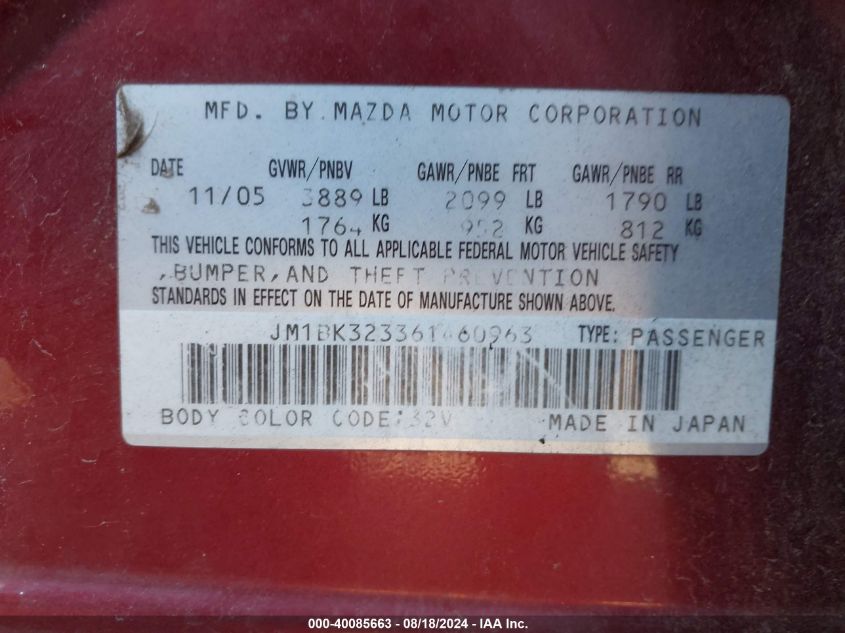 MFD. BY MAZDA MOTOR CORPORATION
DATE GVWR/PNBV GAWR/PNBE FRT GAWR/PNBE RR
11/05 3889 LB 2099 LB 1790 LB
1764 KG 952 KG 812 KG
THIS VEHICLE CONFORMS TO ALL APPLICABLE FEDERAL MOTOR VEHICLE SAFETY
,BUMPER,AND THEFT PREVENTION
STANDARDS IN EFFECT ON THE DATE OF MANUFACTURE SHOWN ABOVE.
JM1BK323361460963 TYPE: PASSENGER
BODY COLOR CODE:32V MADE IN JAPAN
000-40085663 - 08/18/2024 - IAA Inc.